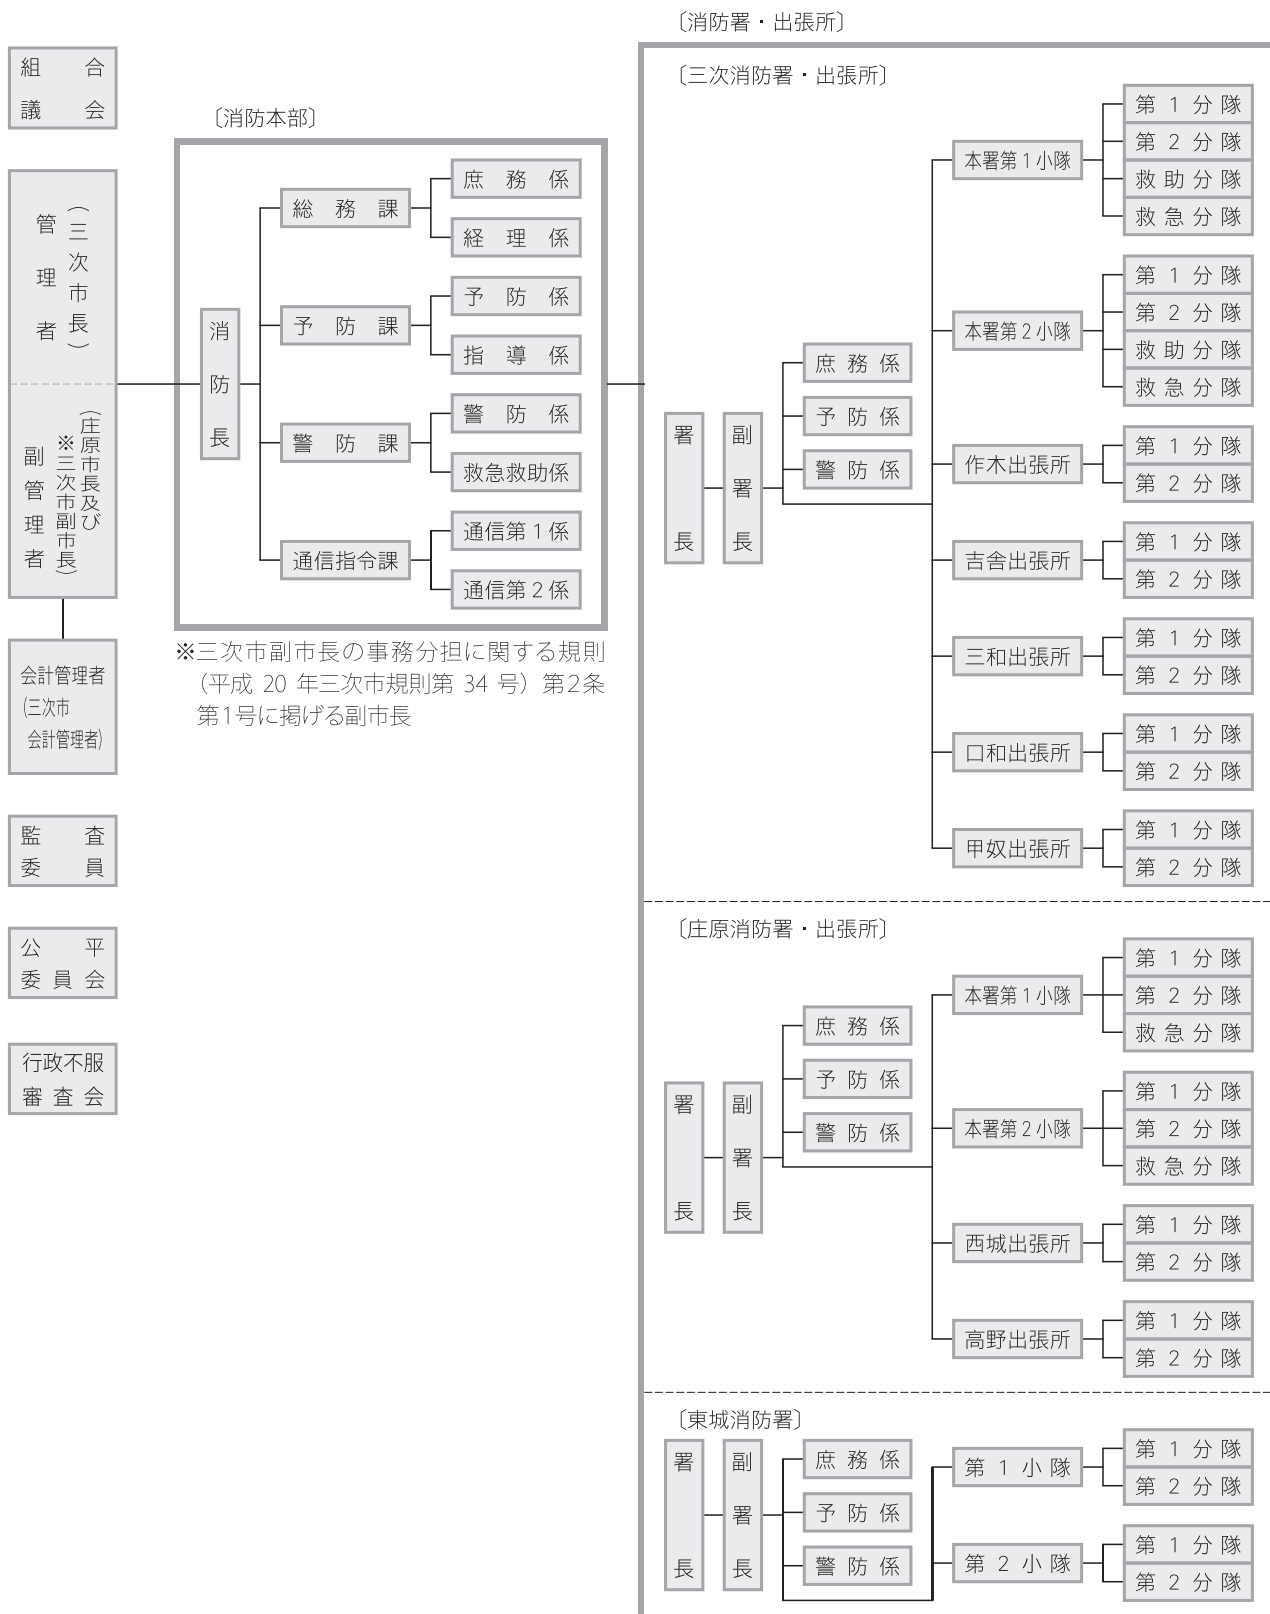 組合
議会
管理者
（三次市長）
副管理者
（庄原市長及び
※三次市副市長）
会計管理者
(三次市
会計管理者)
監査
委員
公平
委員会
行政不服
審査会
〔消防本部〕
消防長
総務課
庶務係
経理係
予防課
予防係
指導係
警防課
警防係
救急救助係
通信指令課
通信第1係
通信第2係
※三次市副市長の事務分担に関する規則
（平成 20 年三次市規則第 34 号）第2条
第1号に掲げる副市長
〔消防署・出張所〕
〔三次消防署・出張所〕
署長
副署長
庶務係
予防係
警防係
本署第1小隊
第1分隊
第2分隊
救助分隊
救急分隊
本署第2小隊
第1分隊
第2分隊
救助分隊
救急分隊
作木出張所
第1分隊
第2分隊
吉舎出張所
第1分隊
第2分隊
三和出張所
第1分隊
第2分隊
口和出張所
第1分隊
第2分隊
甲奴出張所
第1分隊
第2分隊
〔庄原消防署・出張所〕
署長
副署長
庶務係
予防係
警防係
本署第1小隊
第1分隊
第2分隊
救急分隊
本署第2小隊
第1分隊
第2分隊
救急分隊
西城出張所
第1分隊
第2分隊
高野出張所
第1分隊
第2分隊
〔東城消防署〕
署長
副署長
庶務係
予防係
警防係
第1小隊
第1分隊
第2分隊
第2小隊
第1分隊
第2分隊